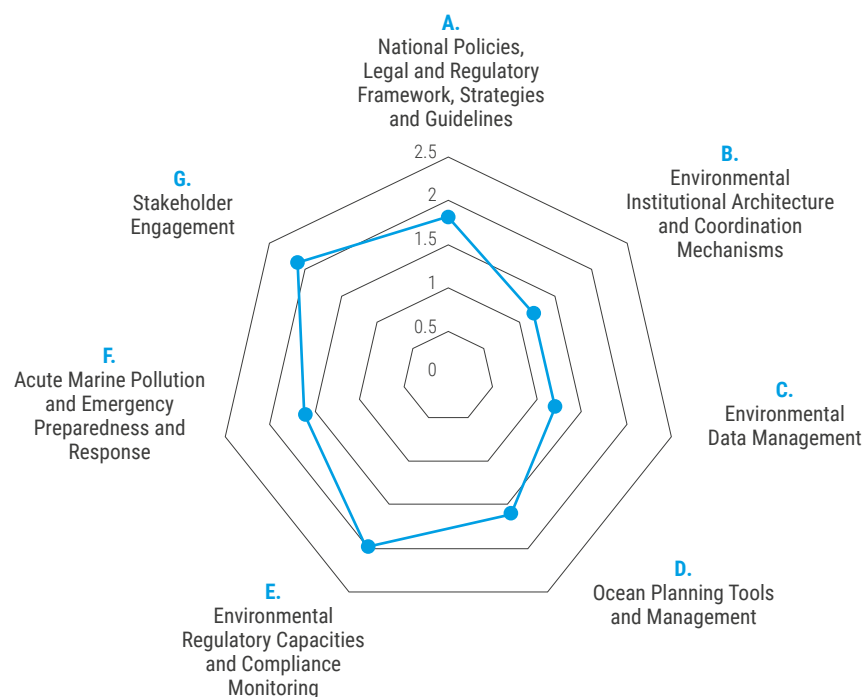 A.
National Policies,
Legal and Regulatory
Framework, Strategies
and Guidelines
B.
Environmental
Institutional Architecture
and Coordination
Mechanisms
C.
Environmental
Data Management
D.
Ocean Planning Tools
and Management
E.
Environmental
Regulatory Capacities
and Compliance
Monitoring
F.
Acute Marine Pollution
and Emergency
Preparedness and
Response
G.
Stakeholder
Engagement
2.5
2
1.5
1
0.5
0